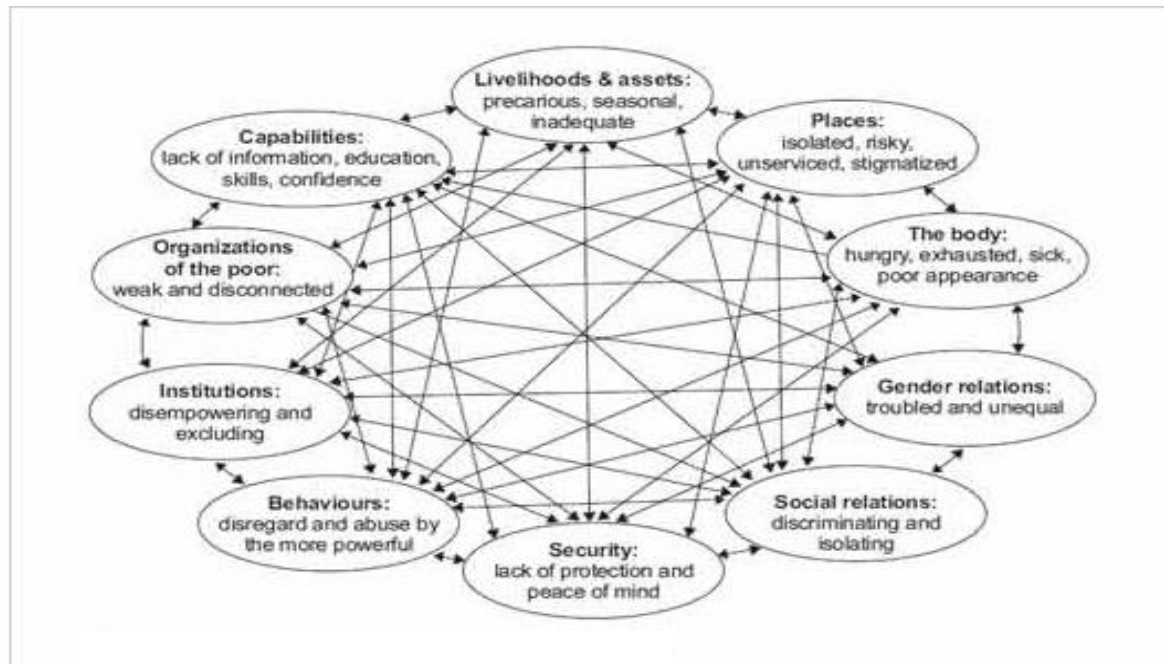 Livelihoods & assets:
precarious, seasonal,
inadequate
Places:
isolated, risky,
unserviced, stigmatized
The body:
hungry, exhausted, sick,
poor appearance
Gender relations:
troubled and unequal
Social relations:
discriminating and
isolating
Security:
lack of protection and
peace of mind
Behaviours:
disregard and abuse by
the more powerful
Institutions:
disempowering and
excluding
Organizations
of the poor:
weak and disconnected
Capabilities:
lack of information, education,
skills, confidence